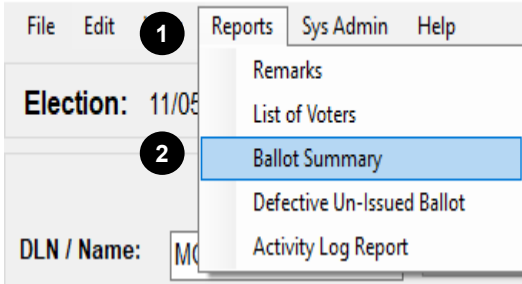 File Edit 1 Reports Sys Admin Help
Remarks
Election: 11/05
List of Voters
2 Ballot Summary
Defective Un-Issued Ballot
DLN / Name:
Activity Log Report